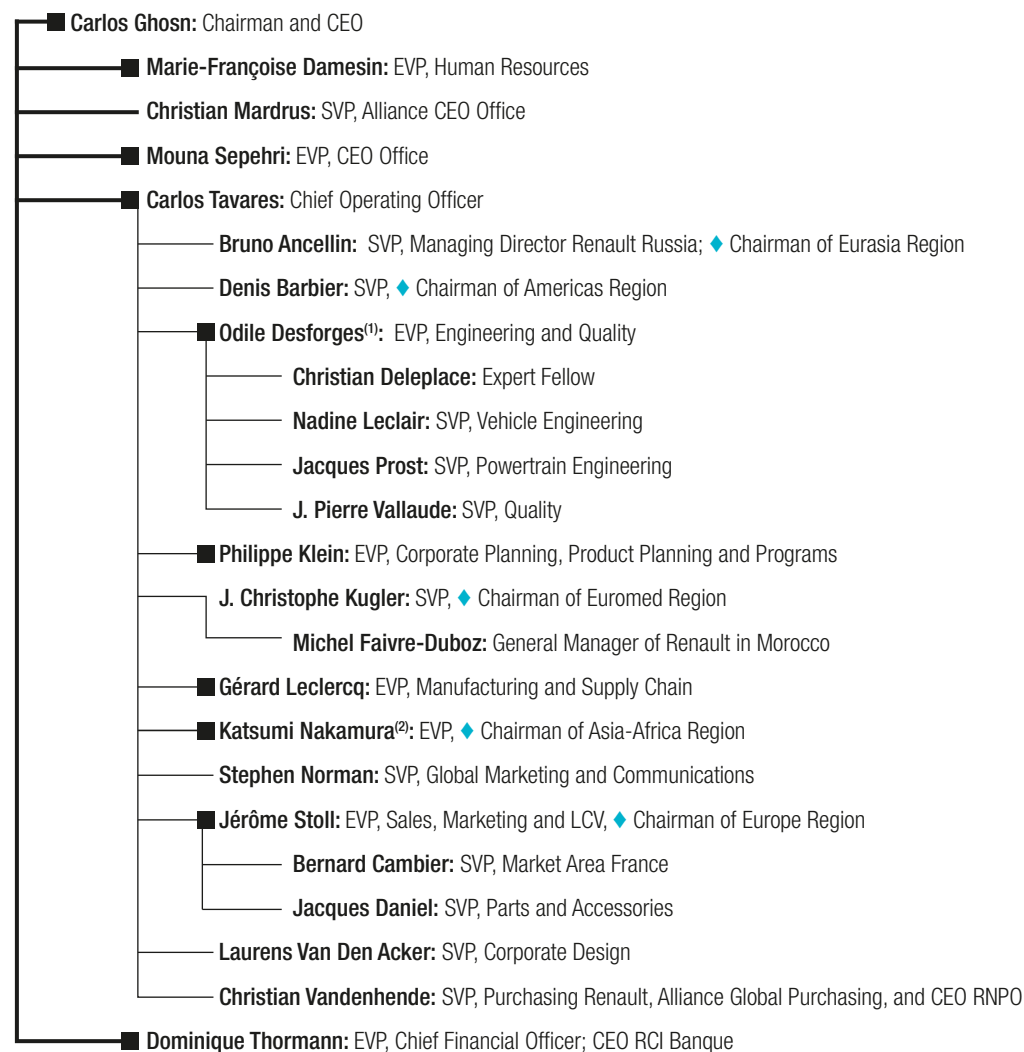 Carlos Ghosn: Chairman and CEO
Marie-Françoise Damesin: EVP, Human Resources
Christian Mardrus: SVP, Alliance CEO Office
Mouna Sepehri: EVP, CEO Office
Carlos Tavares: Chief Operating Officer
Bruno Ancellin: SVP, Managing Director Renault Russia; ♦ Chairman of Eurasia Region
Denis Barbier: SVP, ♦ Chairman of Americas Region
Odile Desforges(1): EVP, Engineering and Quality
Christian Deleplace: Expert Fellow
Nadine Leclair: SVP, Vehicle Engineering
Jacques Prost: SVP, Powertrain Engineering
J. Pierre Vallaude: SVP, Quality
Philippe Klein: EVP, Corporate Planning, Product Planning and Programs
J. Christophe Kugler: SVP, ♦ Chairman of Euromed Region
Michel Faivre-Duboz: General Manager of Renault in Morocco
Gérard Leclercq: EVP, Manufacturing and Supply Chain
Katsumi Nakamura(2): EVP, ♦ Chairman of Asia-Africa Region
Stephen Norman: SVP, Global Marketing and Communications
Jérôme Stoll: EVP, Sales, Marketing and LCV, ♦ Chairman of Europe Region
Bernard Cambier: SVP, Market Area France
Jacques Daniel: SVP, Parts and Accessories
Laurens Van Den Acker: SVP, Corporate Design
Christian Vandenhende: SVP, Purchasing Renault, Alliance Global Purchasing, and CEO RNPO
Dominique Thormann: EVP, Chief Financial Officer; CEO RCI Banque